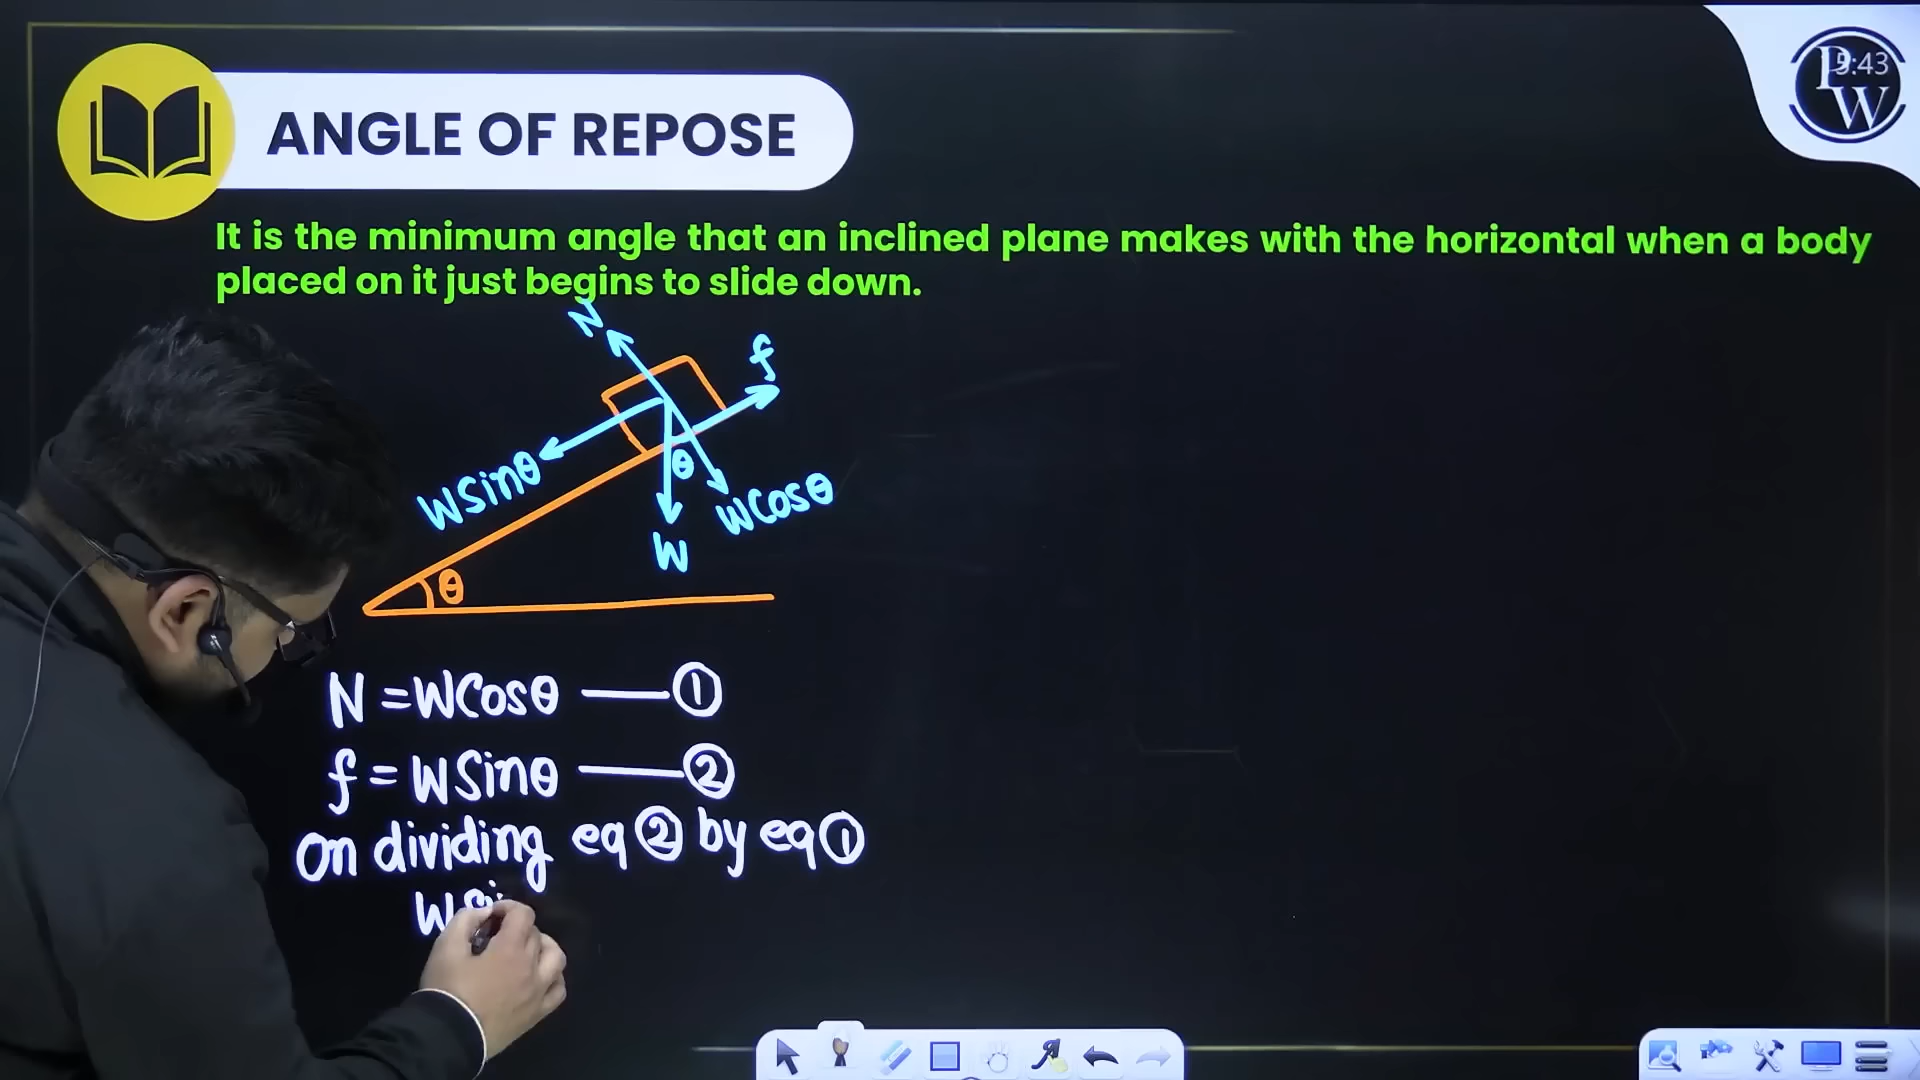 PW
5:43
ANGLE OF REPOSE
It is the minimum angle that an inclined plane makes with the horizontal when a body
placed on it just begins to slide down.
N
f
WSinθ
θ
WCosθ
W
θ
N = WCosθ —— ①
f = WSinθ —— ②
On dividing eq ② by eq ①
WSi